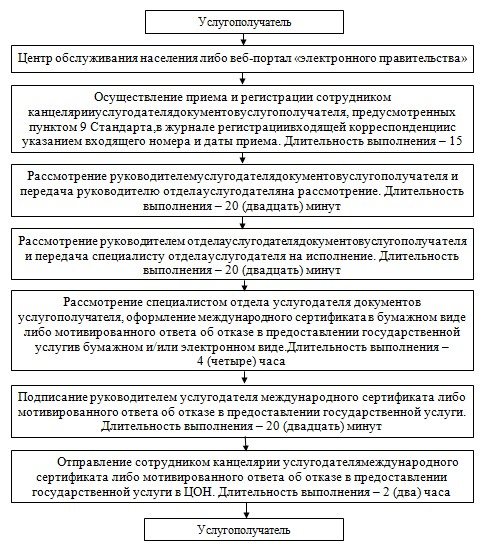 Услугополучатель
Центр обслуживания населения либо веб-портал «электронного правительства»
Осуществление приема и регистрации сотрудником
канцелярииуслугодателядокументовуслугополучателя, предусмотренных
пунктом 9 Стандарта,в журнале регистрациивходящей корреспонденциис
указанием входящего номера и даты приема. Длительность выполнения – 15
Рассмотрение руководителемуслугодателядокументовуслугополучателя и
передача руководителю отделауслугодателяна рассмотрение. Длительность
выполнения – 20 (двадцать) минут
Рассмотрение руководителем отделауслугодателядокументовуслугополучателя
и передача специалисту отделауслугодателя на исполнение. Длительность
выполнения – 20 (двадцать) минут
Рассмотрение специалистом отдела услугодателя документов
услугополучателя, оформление международного сертификата в бумажном виде
либо мотивированного ответа об отказе в предоставлении государственной
услугив бумажном и/или электронном виде.Длительность выполнения –
4 (четыре) часа
Подписание руководителем услугодателя международного сертификата либо
мотивированного ответа об отказе в предоставлении государственной услуги.
Длительность выполнения – 20 (двадцать) минут
Отправление сотрудником канцелярии услугодателямеждународного
сертификата либо мотивированного ответа об отказе в предоставлении
государственной услуги в ЦОН. Длительность выполнения – 2 (два) часа
Услугополучатель